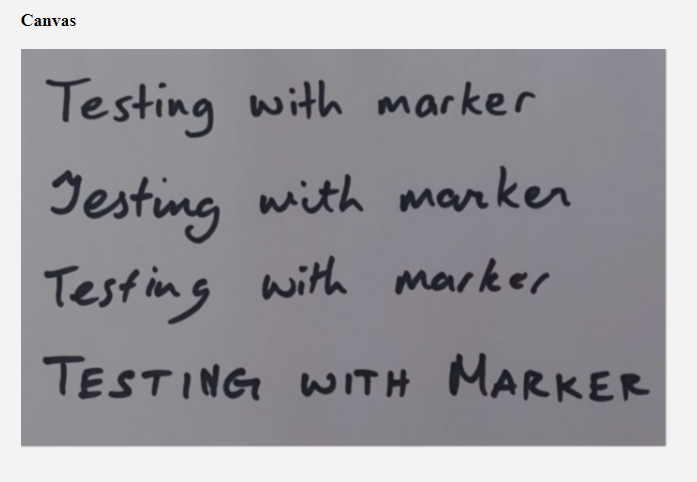 Canvas
Testing with marker
Testing with marker
Testing with marker
TESTING WITH MARKER